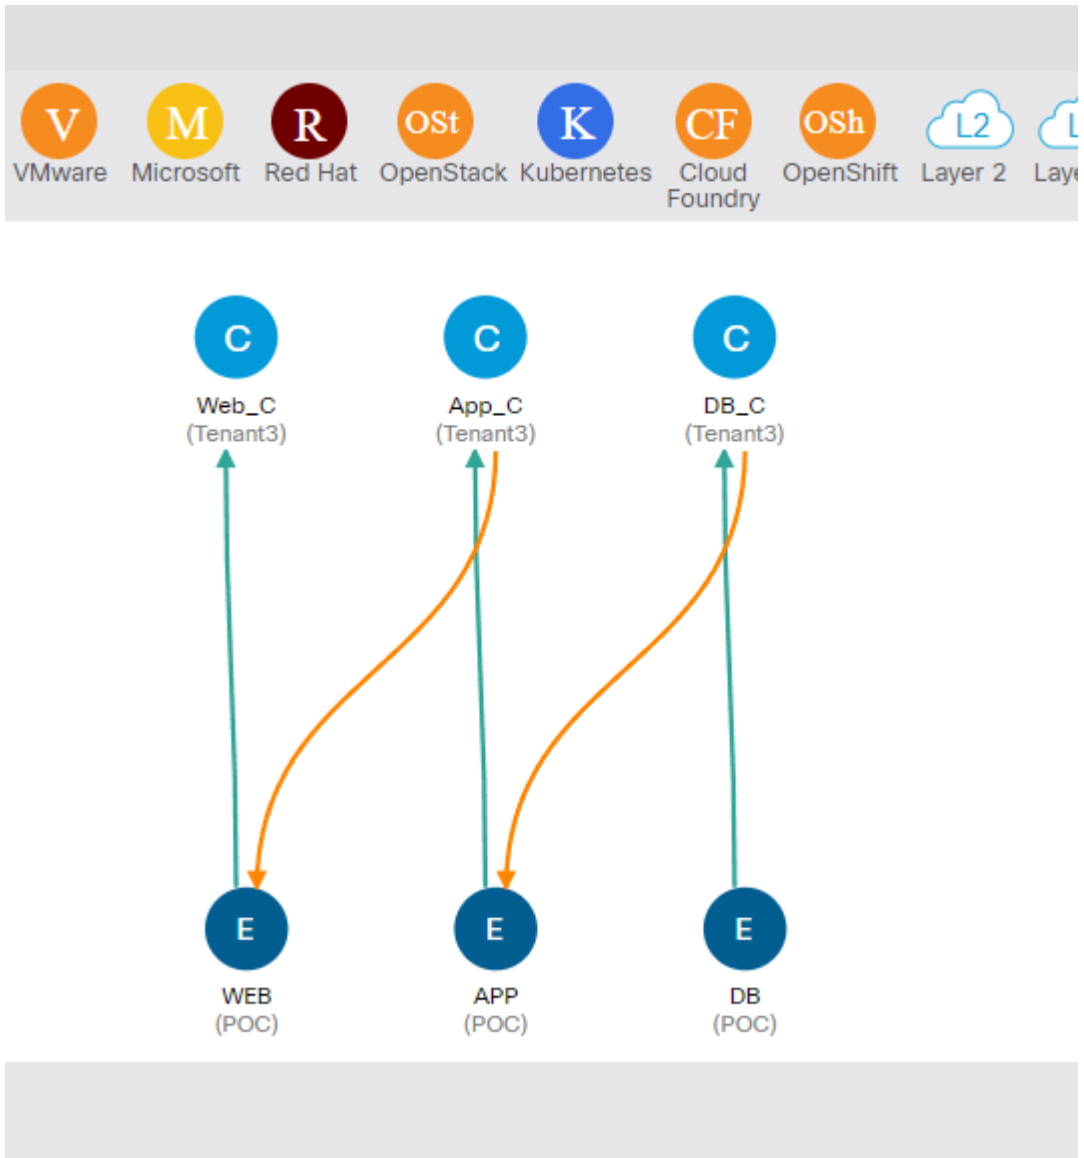 V
M
R
OSt
K
CF
OSh
L2
L
VMware
Microsoft
Red Hat
OpenStack
Kubernetes
Cloud
Foundry
OpenShift
Layer 2
Laye
C
C
C
Web_C
(Tenant3)
App_C
(Tenant3)
DB_C
(Tenant3)
E
E
E
WEB
(POC)
APP
(POC)
DB
(POC)